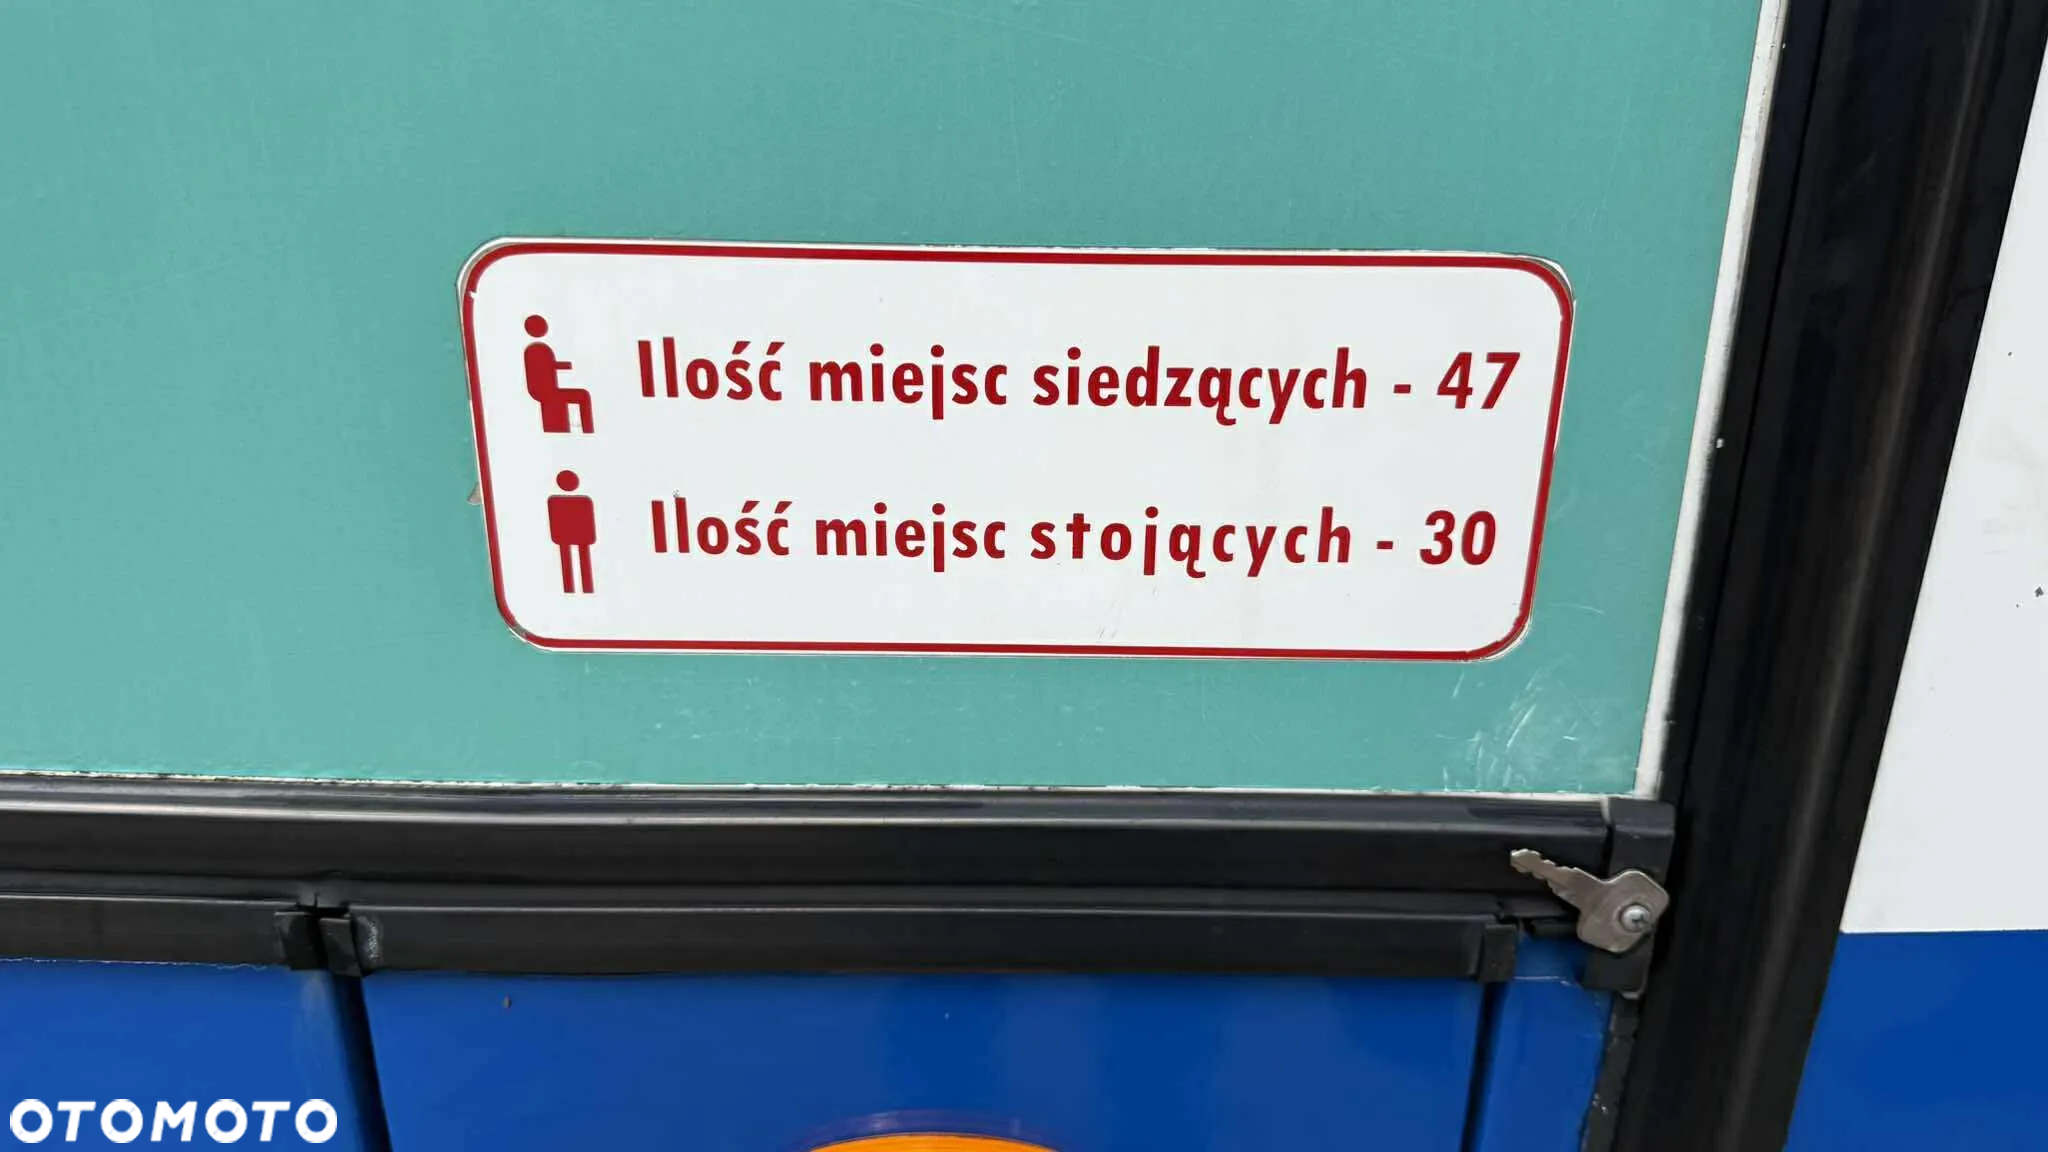 Ilość miejsc siedzących - 47
Ilość miejsc stojących - 30
OTOMOTO